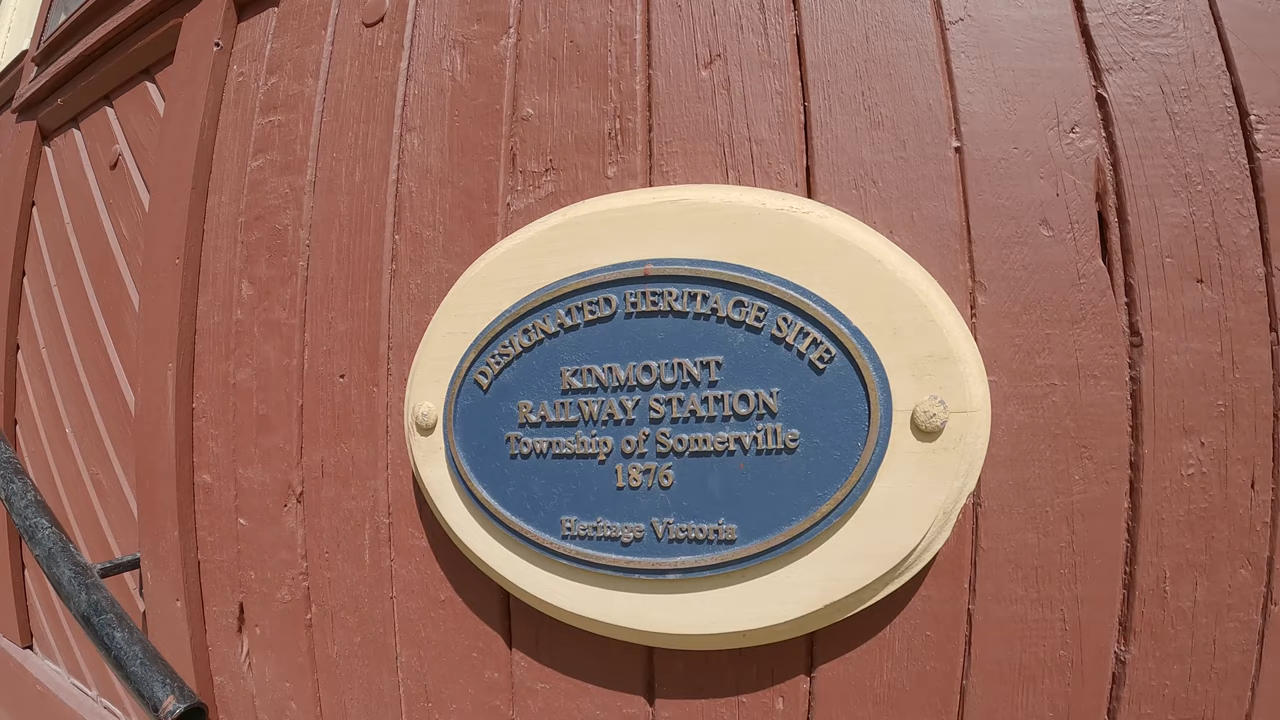 DESIGNATED HERITAGE SITE
KINMOUNT
RAILWAY STATION
Township of Somerville
1876
Heritage Victoria